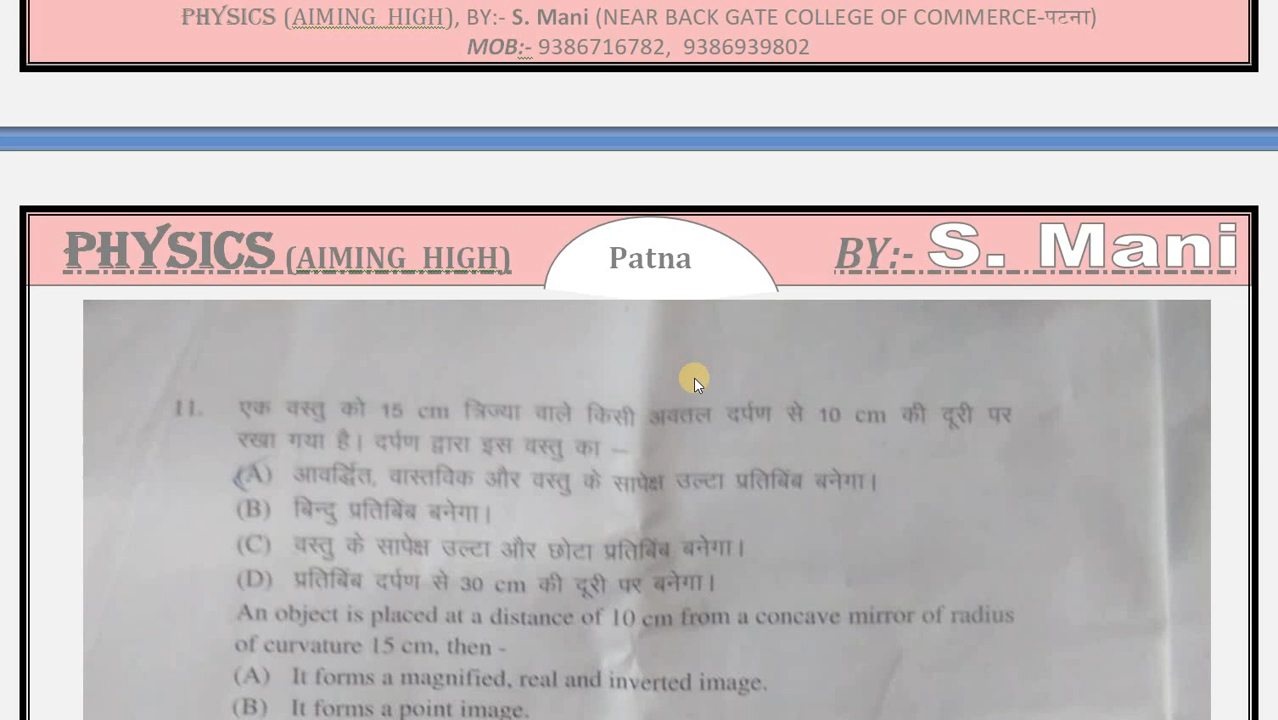 PHYSICS (AIMING HIGH), BY:- S. Mani (NEAR BACK GATE COLLEGE OF COMMERCE-पटना)
MOB:- 9386716782, 9386939802
PHYSICS (AIMING HIGH) Patna BY:- S. Mani
11. एक वस्तु को 15 cm त्रिज्या वाले किसी अवतल दर्पण से 10 cm की दूरी पर
रखा गया है। दर्पण द्वारा इस वस्तु का –
(A) आवर्द्धित, वास्तविक और वस्तु के सापेक्ष उल्टा प्रतिबिंब बनेगा।
(B) बिन्दु प्रतिबिंब बनेगा।
(C) वस्तु के सापेक्ष उल्टा और छोटा प्रतिबिंब बनेगा।
(D) प्रतिबिंब दर्पण से 30 cm की दूरी पर बनेगा।
An object is placed at a distance of 10 cm from a concave mirror of radius
of curvature 15 cm, then -
(A) It forms a magnified, real and inverted image.
(B) It forms a point image.